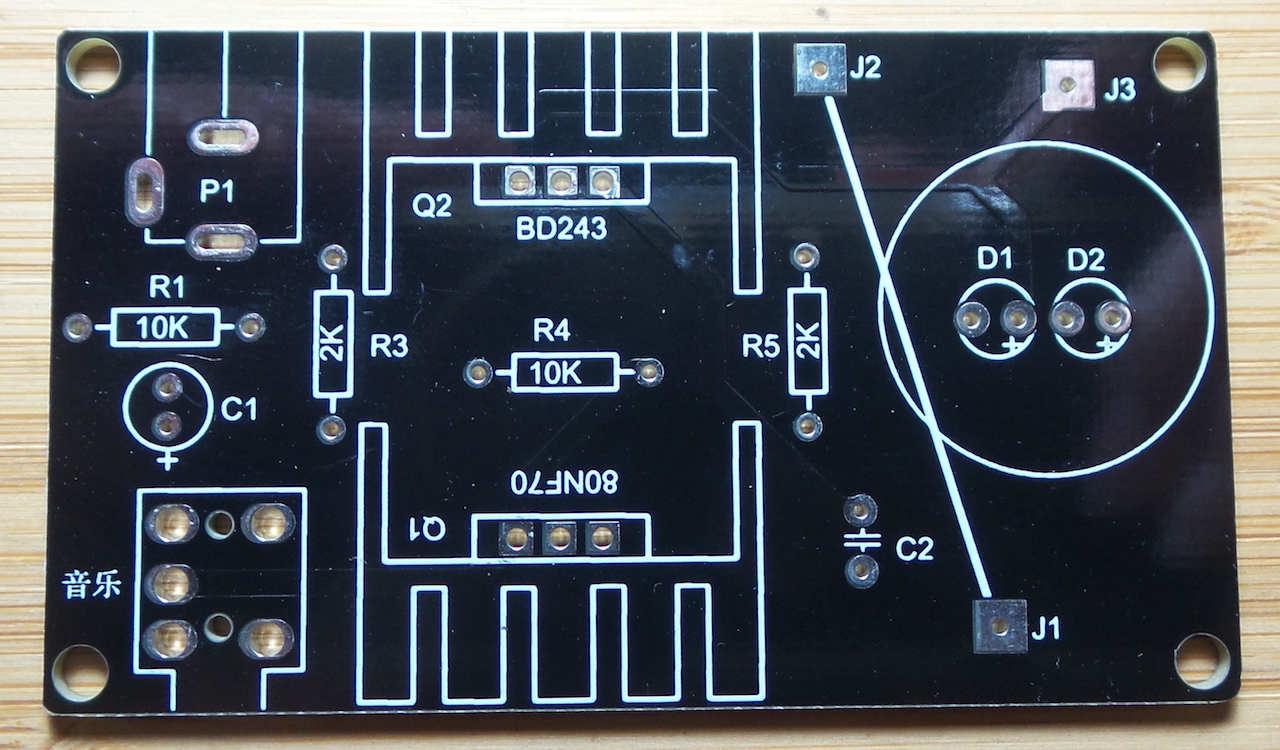 J2
J3
P1
Q2
BD243
D1
D2
R1
10K
2K
R3
R4
10K
R5
2K
+
+
C1
+
80NF70
Q1
C2
音乐
J1